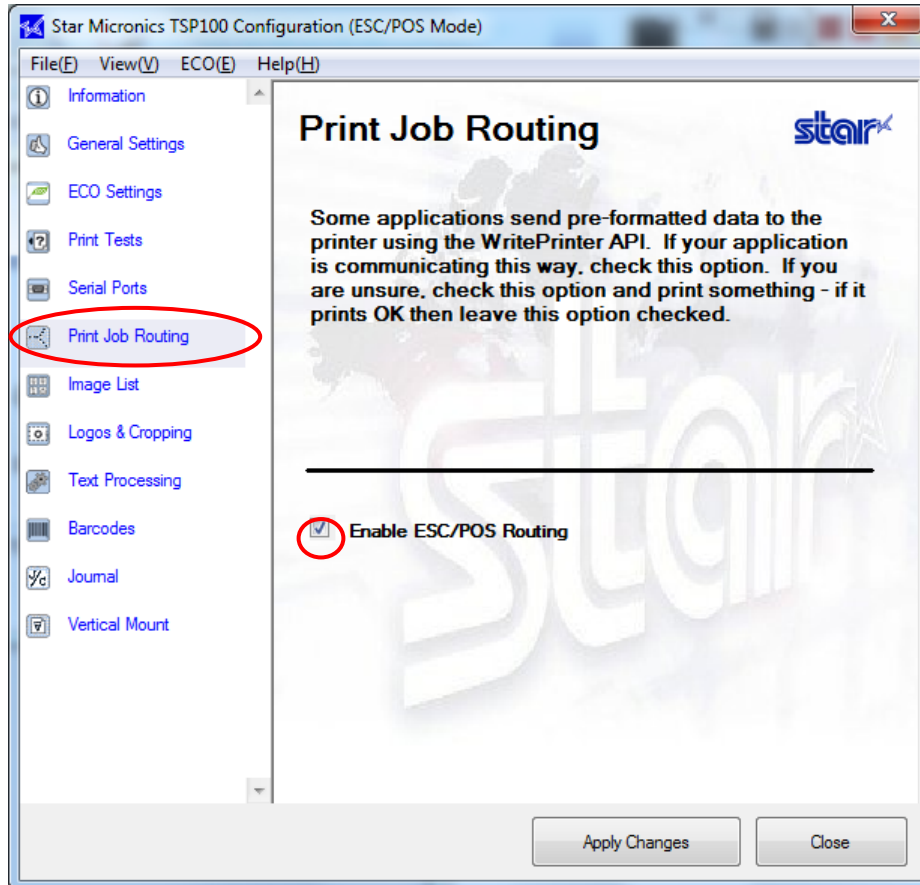 Star Micronics TSP100 Configuration (ESC/POS Mode)
File(F) View(V) ECO(E) Help(H)
Information
General Settings
ECO Settings
Print Tests
Serial Ports
Print Job Routing
Image List
Logos & Cropping
Text Processing
Barcodes
Journal
Vertical Mount
Print Job Routing
star
Some applications send pre-formatted data to the
printer using the WritePrinter API. If your application
is communicating this way, check this option. If you
are unsure, check this option and print something - if it
prints OK then leave this option checked.
star
Enable ESC/POS Routing
Apply Changes
Close